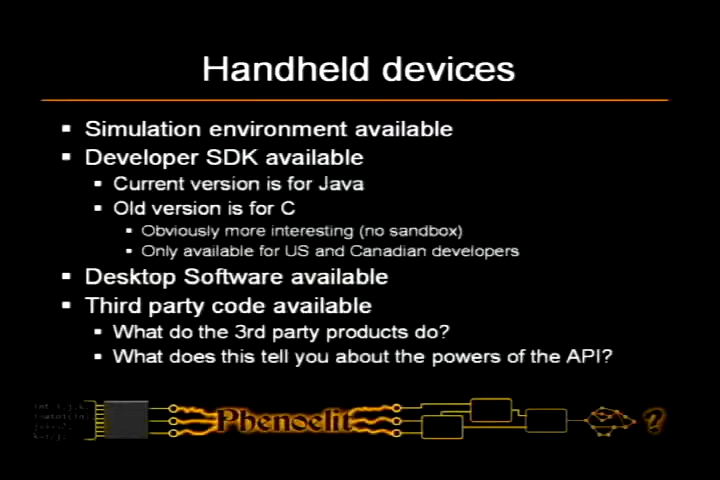 Handheld devices
Simulation environment available
Developer SDK available
Current version is for Java
Old version is for C
Obviously more interesting (no sandbox)
Only available for US and Canadian developers
Desktop Software available
Third party code available
What do the 3rd party products do?
What does this tell you about the powers of the API?
Phenoelit
?